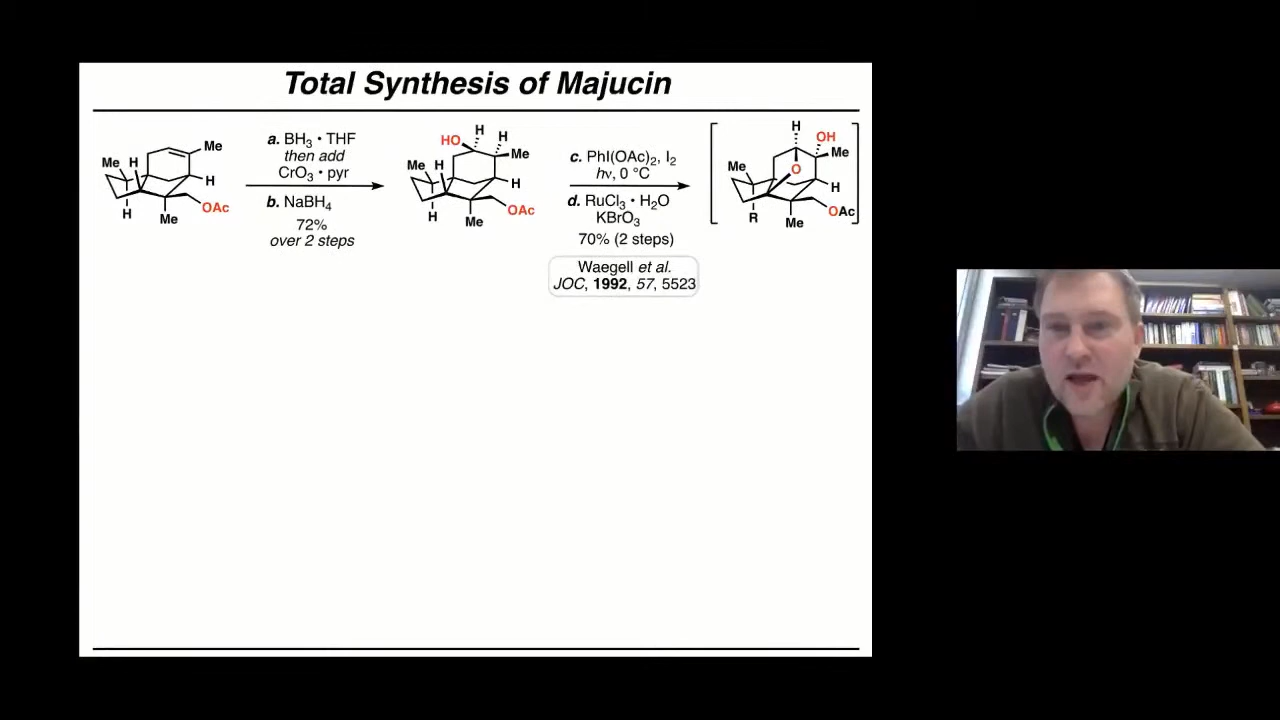 Total Synthesis of Majucin
Me
H
Me
H
H
Me
OAc
a. BH₃ • THF
then add
CrO₃ • pyr
b. NaBH₄
72%
over 2 steps
HO
H
H
Me
Me
H
H
H
Me
OAc
c. PhI(OAc)₂, I₂
hν, 0 °C
d. RuCl₃ • H₂O
KBrO₃
70% (2 steps)
Waegell et al.
JOC, 1992, 57, 5523
H
OH
Me
Me
O
H
R
Me
OAc